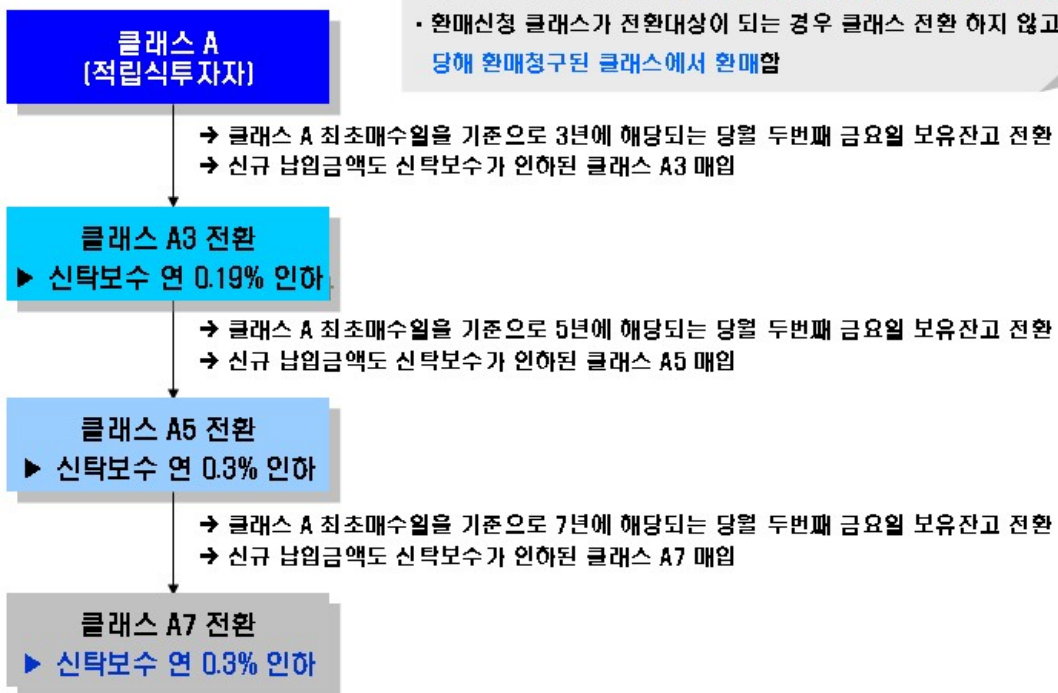 클래스 A
(적립식투자자)
· 환매신청 클래스가 전환대상이 되는 경우 클래스 전환 하지 않고
당해 환매청구된 클래스에서 환매함
→ 클래스 A 최초매수일을 기준으로 3년에 해당되는 당월 두번째 금요일 보유잔고 전환
→ 신규 납입금액도 신탁보수가 인하된 클래스 A3 매입
클래스 A3 전환
▶ 신탁보수 연 0.19% 인하
→ 클래스 A 최초매수일을 기준으로 5년에 해당되는 당월 두번째 금요일 보유잔고 전환
→ 신규 납입금액도 신탁보수가 인하된 클래스 A5 매입
클래스 A5 전환
▶ 신탁보수 연 0.3% 인하
→ 클래스 A 최초매수일을 기준으로 7년에 해당되는 당월 두번째 금요일 보유잔고 전환
→ 신규 납입금액도 신탁보수가 인하된 클래스 A7 매입
클래스 A7 전환
▶ 신탁보수 연 0.3% 인하